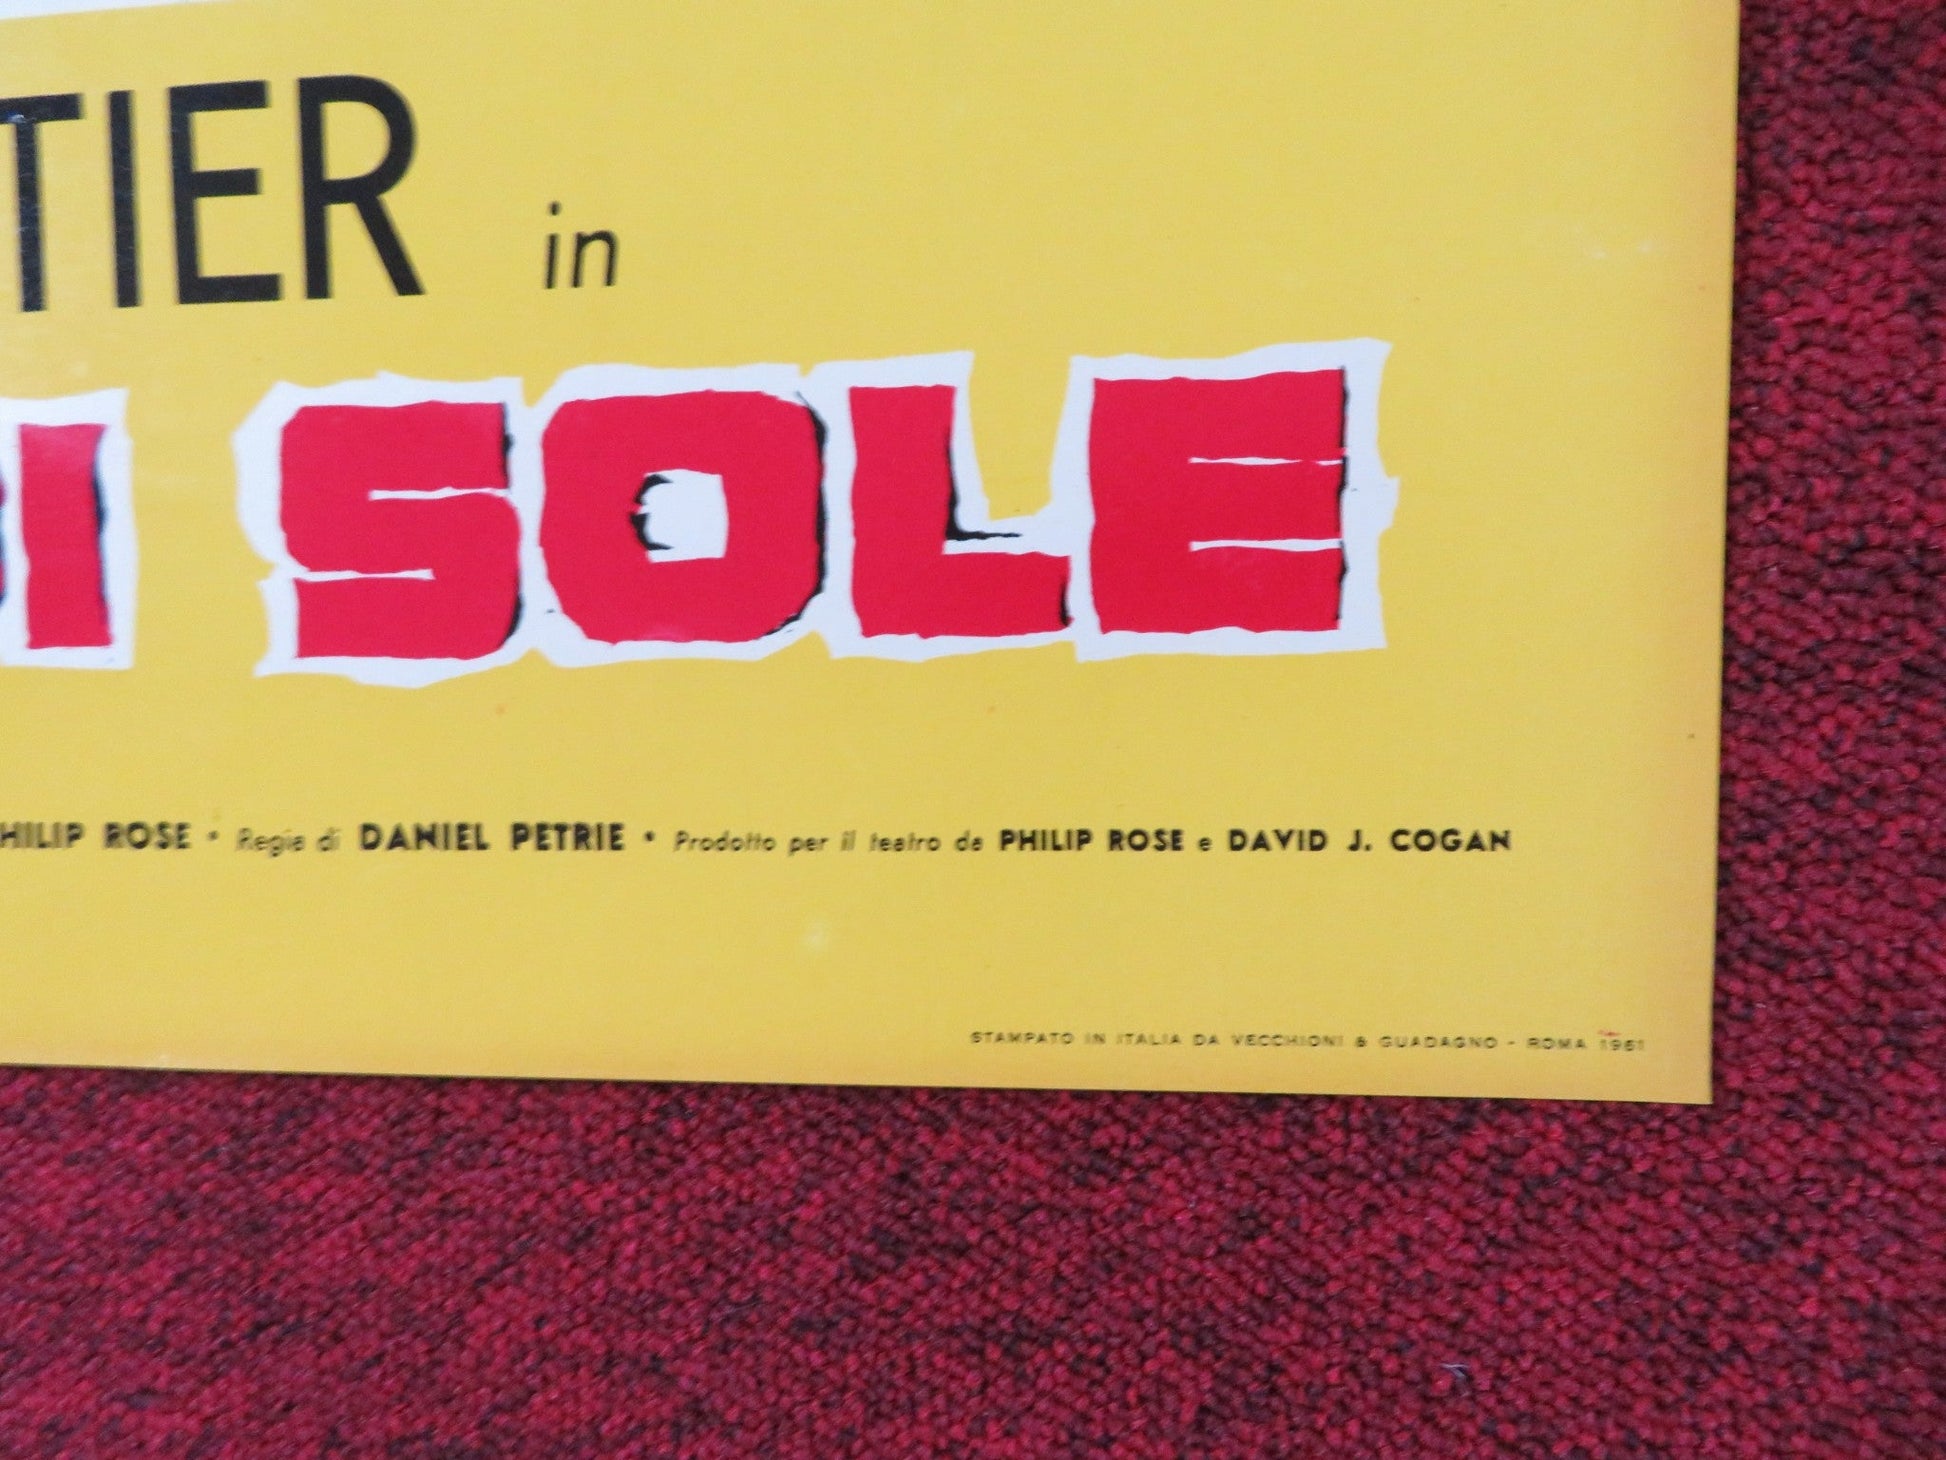 TIER in
DI SOLE
HILIP ROSE • Regia di DANIEL PETRIE • Prodotto per il teatro da PHILIP ROSE e DAVID J. COGAN
STAMPATO IN ITALIA DA VECCHIONI & GUADAGNO - ROMA 1961